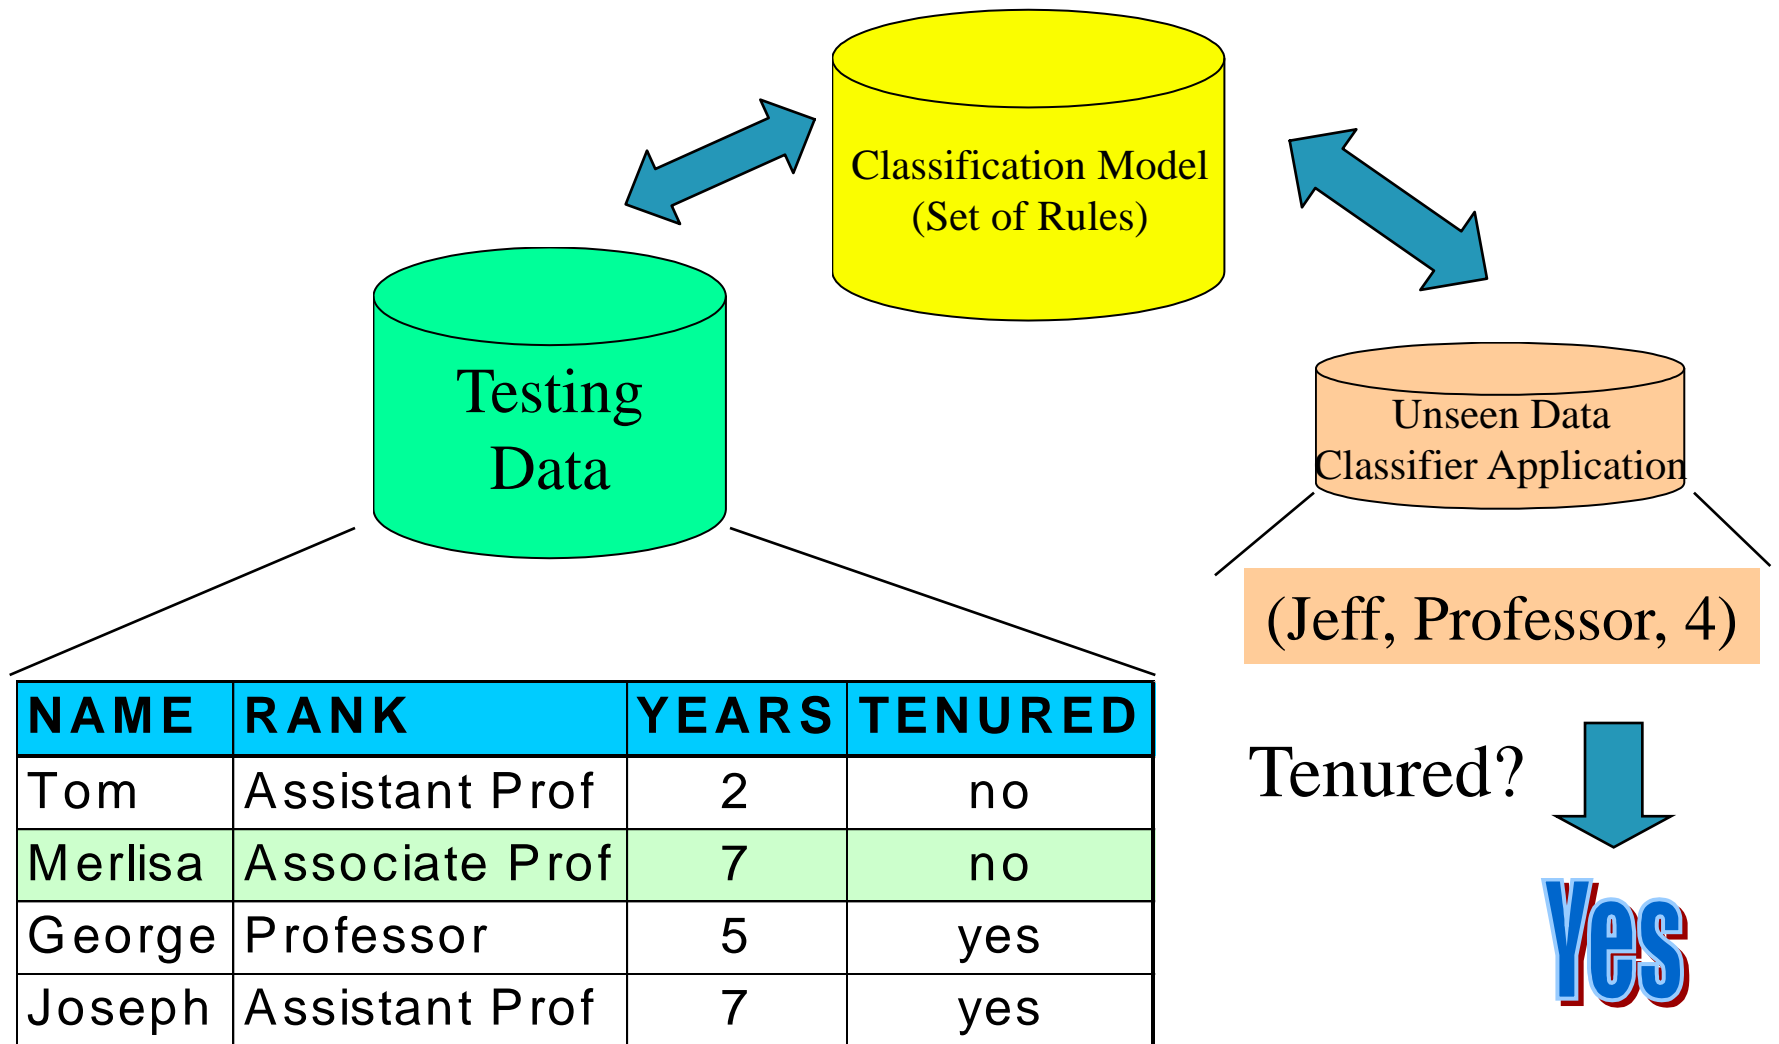 Classification Model
(Set of Rules)
Testing
Data
Unseen Data
Classifier Application
(Jeff, Professor, 4)
NAME RANK YEARS TENURED
Tom Assistant Prof 2 no
Merlisa Associate Prof 7 no
George Professor 5 yes
Joseph Assistant Prof 7 yes
Tenured?
Yes